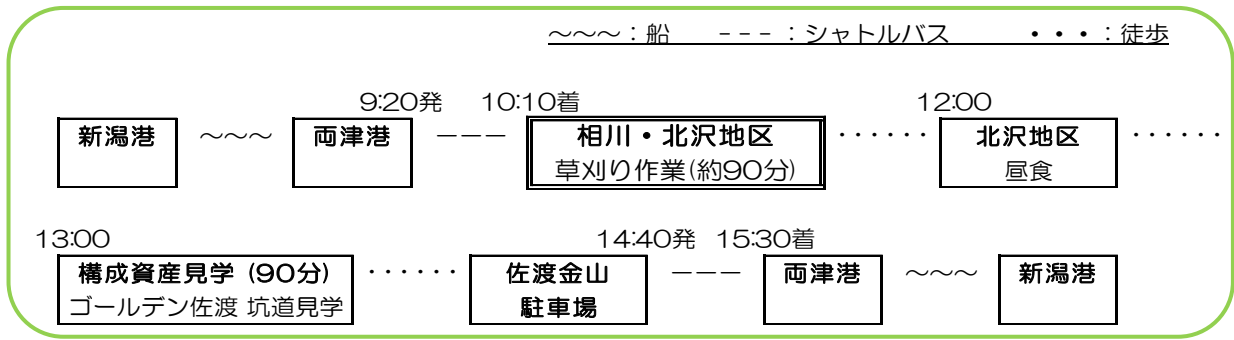 ～～～：船　－－－：シャトルバス　・・・：徒歩
9:20発　10:10着　12:00
新潟港　～～～　両津港　－－－　相川・北沢地区　・・・・・・　北沢地区　・・・・・・
草刈り作業(約90分)　昼食
13:00　14:40発　15:30着
構成資産見学 (90分)　・・・・・・　佐渡金山　－－－　両津港　～～～　新潟港
ゴールデン佐渡 坑道見学　駐車場